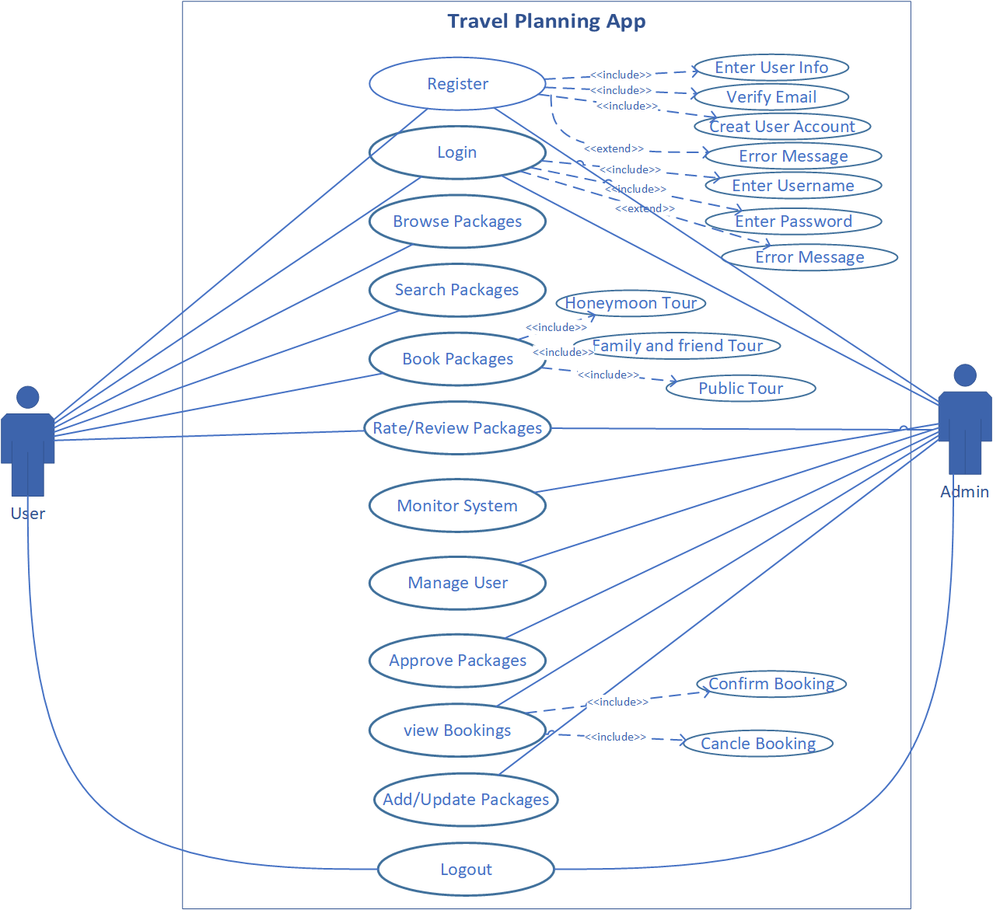 Travel Planning App
Register
<<include>>
Enter User Info
<<include>>
Verify Email
<<include>>
Creat User Account
<<extend>>
Error Message
Login
<<include>>
Enter Username
<<include>>
Enter Password
<<extend>>
Error Message
Browse Packages
Search Packages
Honeymoon Tour
<<include>>
Book Packages
<<include>>
Family and friend Tour
<<include>>
Public Tour
Rate/Review Packages
User
Admin
Monitor System
Manage User
Approve Packages
view Bookings
<<include>>
Confirm Booking
<<include>>
Cancle Booking
Add/Update Packages
Logout